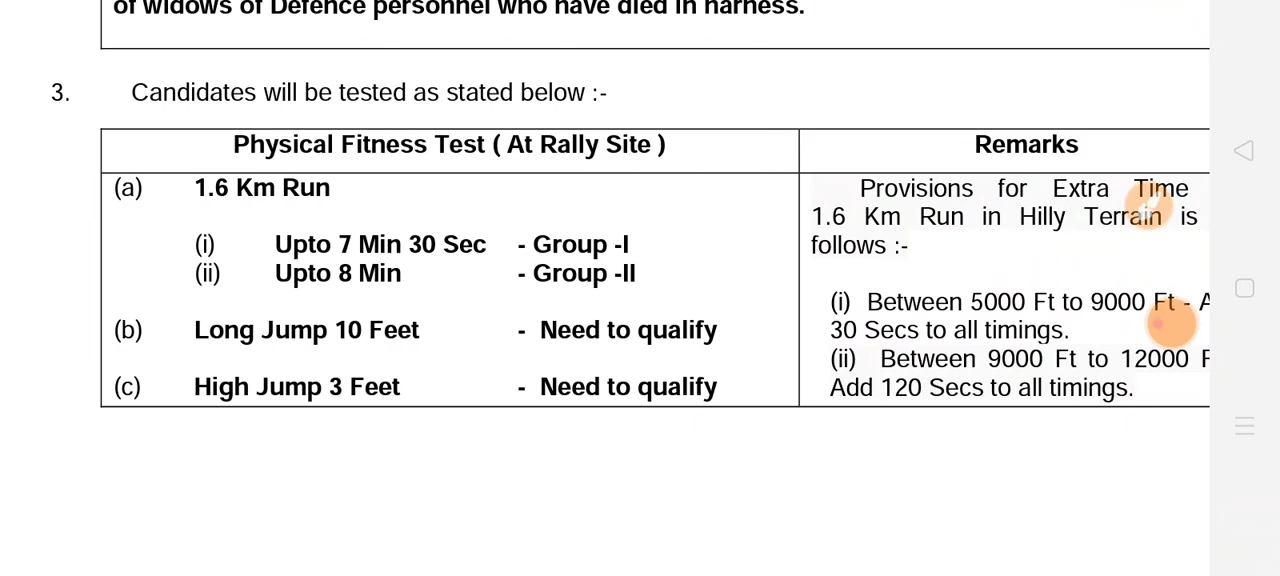 of widows of Defence personnel who have died in harness.
3. Candidates will be tested as stated below :-
Physical Fitness Test ( At Rally Site ) Remarks
(a) 1.6 Km Run
(i) Upto 7 Min 30 Sec - Group -I
(ii) Upto 8 Min - Group -II
(b) Long Jump 10 Feet - Need to qualify
(c) High Jump 3 Feet - Need to qualify
Provisions for Extra Time
1.6 Km Run in Hilly Terrain is
follows :-
(i) Between 5000 Ft to 9000 Ft -
30 Secs to all timings.
(ii) Between 9000 Ft to 12000
Add 120 Secs to all timings.